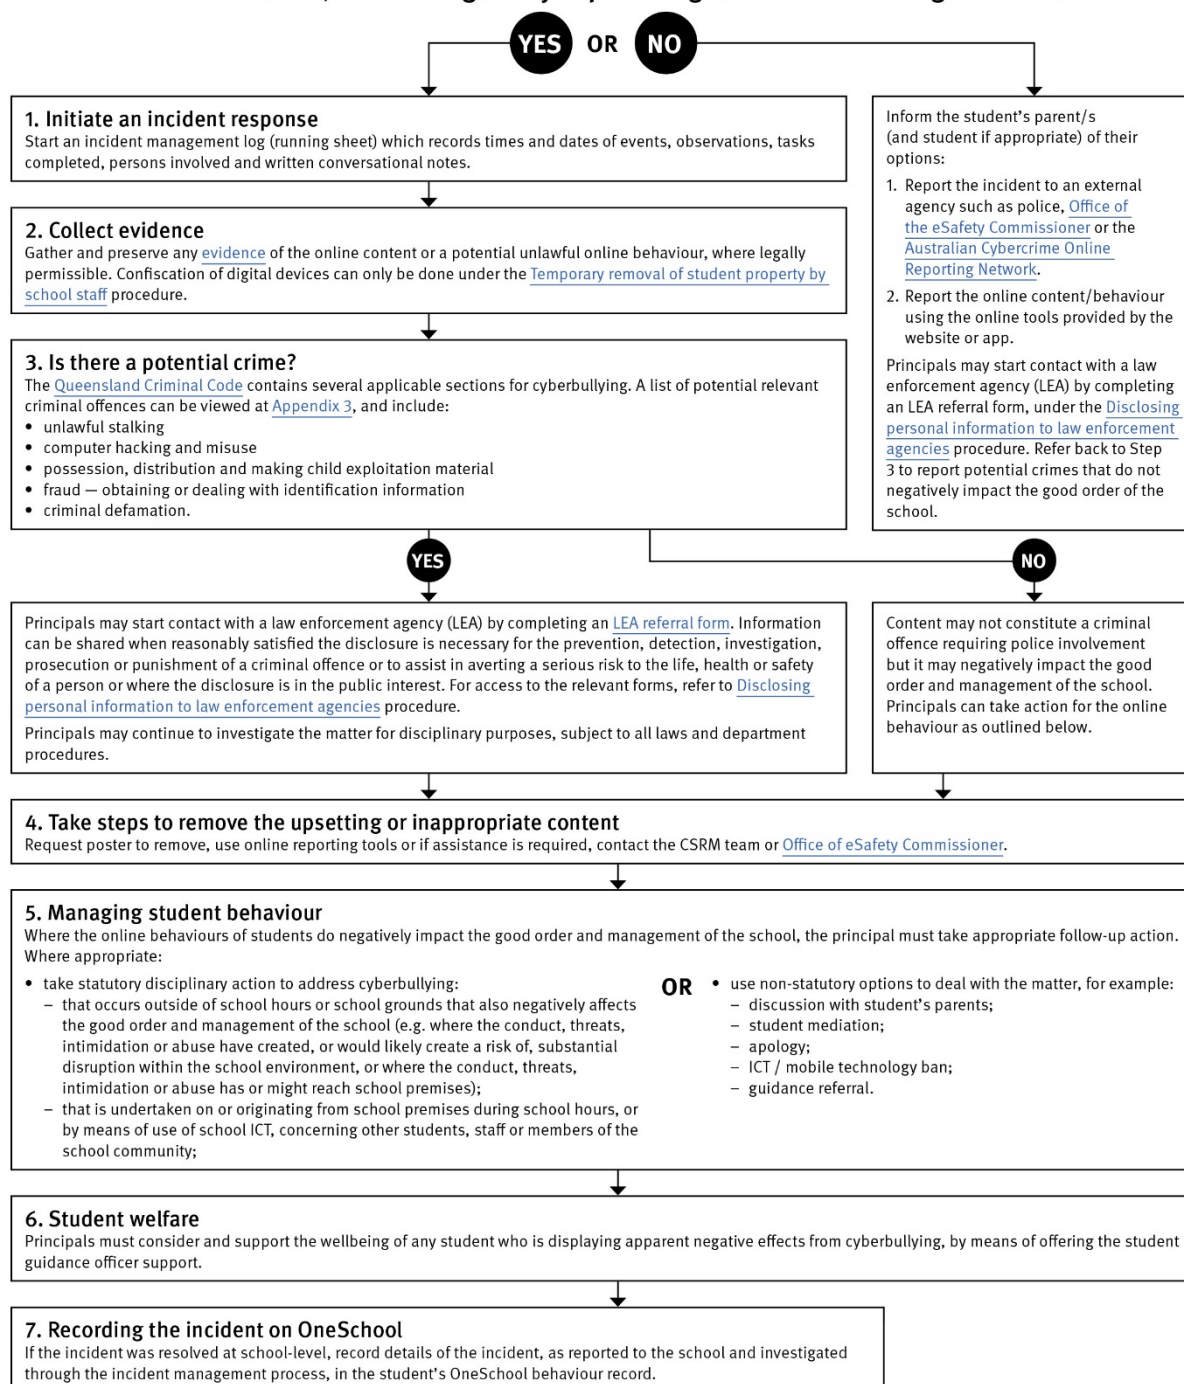 YES OR NO
1. Initiate an incident response
Start an incident management log (running sheet) which records times and dates of events, observations, tasks
completed, persons involved and written conversational notes.
2. Collect evidence
Gather and preserve any evidence of the online content or a potential unlawful online behaviour, where legally
permissible. Confiscation of digital devices can only be done under the Temporary removal of student property by
school staff procedure.
3. Is there a potential crime?
The Queensland Criminal Code contains several applicable sections for cyberbullying. A list of potential relevant
criminal offences can be viewed at Appendix 3, and include:
• unlawful stalking
• computer hacking and misuse
• possession, distribution and making child exploitation material
• fraud — obtaining or dealing with identification information
• criminal defamation.
Inform the student's parent/s
(and student if appropriate) of their
options:
1. Report the incident to an external
agency such as police, Office of
the eSafety Commissioner or the
Australian Cybercrime Online
Reporting Network.
2. Report the online content/behaviour
using the online tools provided by the
website or app.
Principals may start contact with a law
enforcement agency (LEA) by completing
an LEA referral form, under the Disclosing
personal information to law enforcement
agencies procedure. Refer back to Step
3 to report potential crimes that do not
negatively impact the good order of the
school.
YES
NO
Principals may start contact with a law enforcement agency (LEA) by completing an LEA referral form. Information
can be shared when reasonably satisfied the disclosure is necessary for the prevention, detection, investigation,
prosecution or punishment of a criminal offence or to assist in averting a serious risk to the life, health or safety
of a person or where the disclosure is in the public interest. For access to the relevant forms, refer to Disclosing
personal information to law enforcement agencies procedure.
Principals may continue to investigate the matter for disciplinary purposes, subject to all laws and department
procedures.
Content may not constitute a criminal
offence requiring police involvement
but it may negatively impact the good
order and management of the school.
Principals can take action for the online
behaviour as outlined below.
4. Take steps to remove the upsetting or inappropriate content
Request poster to remove, use online reporting tools or if assistance is required, contact the CSRM team or Office of eSafety Commissioner.
5. Managing student behaviour
Where the online behaviours of students do negatively impact the good order and management of the school, the principal must take appropriate follow-up action.
Where appropriate:
• take statutory disciplinary action to address cyberbullying:
– that occurs outside of school hours or school grounds that also negatively affects
the good order and management of the school (e.g. where the conduct, threats,
intimidation or abuse have created, or would likely create a risk of, substantial
disruption within the school environment, or where the conduct, threats,
intimidation or abuse has or might reach school premises);
– that is undertaken on or originating from school premises during school hours, or
by means of use of school ICT, concerning other students, staff or members of the
school community;
OR
• use non-statutory options to deal with the matter, for example:
– discussion with student's parents;
– student mediation;
– apology;
– ICT / mobile technology ban;
– guidance referral.
6. Student welfare
Principals must consider and support the wellbeing of any student who is displaying apparent negative effects from cyberbullying, by means of offering the student
guidance officer support.
7. Recording the incident on OneSchool
If the incident was resolved at school-level, record details of the incident, as reported to the school and investigated
through the incident management process, in the student's OneSchool behaviour record.